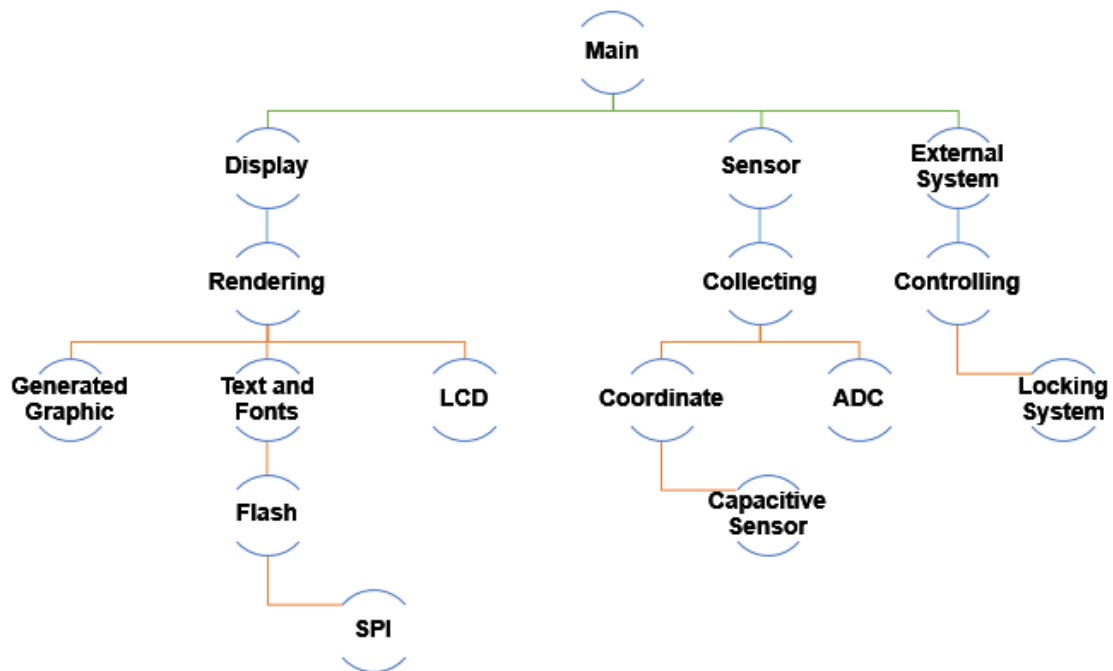 Main
Display
Sensor
External
System
Rendering
Collecting
Controlling
Generated
Graphic
Text and
Fonts
LCD
Coordinate
ADC
Locking
System
Flash
Capacitive
Sensor
SPI